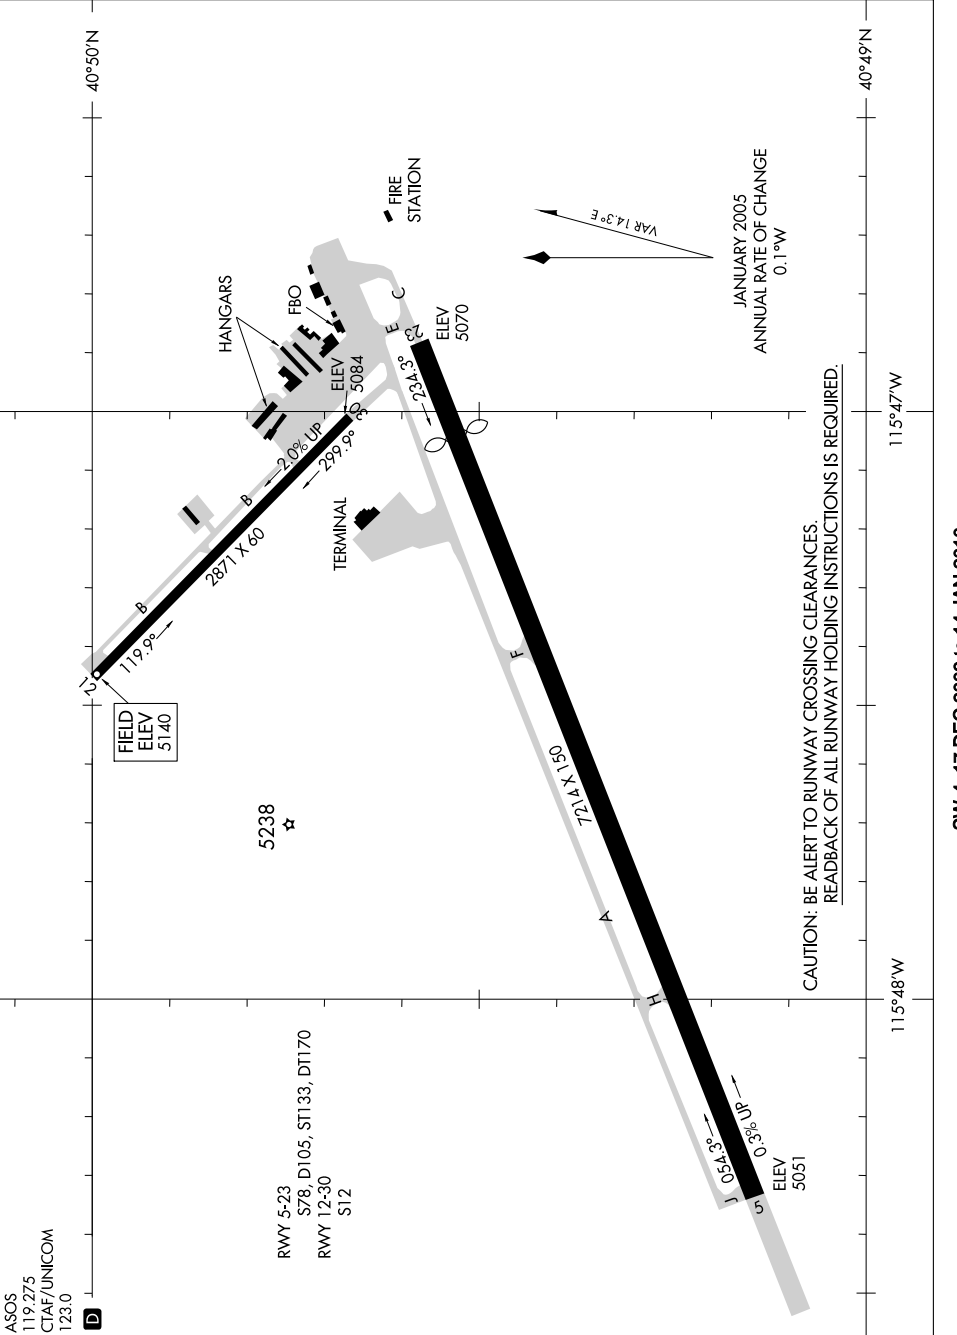 ASOS
119.275
CTAF/UNICOM
123.0
D
40°50'N
40°49'N
115°47'W
115°48'W
HANGARS
FBO
FIRE
STATION
TERMINAL
ELEV
5084
30
2.0% UP
299.9°
B
2871 X 60
B
119.9°
12
FIELD
ELEV
5140
5238
C
E
23
ELEV
5070
234.3°
F
7214 X 150
A
H
J
054.3°
0.3% UP
5
ELEV
5051
VAR 14.3° E
JANUARY 2005
ANNUAL RATE OF CHANGE
0.1°W
RWY 5-23
S78, D105, ST133, DT170
RWY 12-30
S12
CAUTION: BE ALERT TO RUNWAY CROSSING CLEARANCES.
READBACK OF ALL RUNWAY HOLDING INSTRUCTIONS IS REQUIRED.